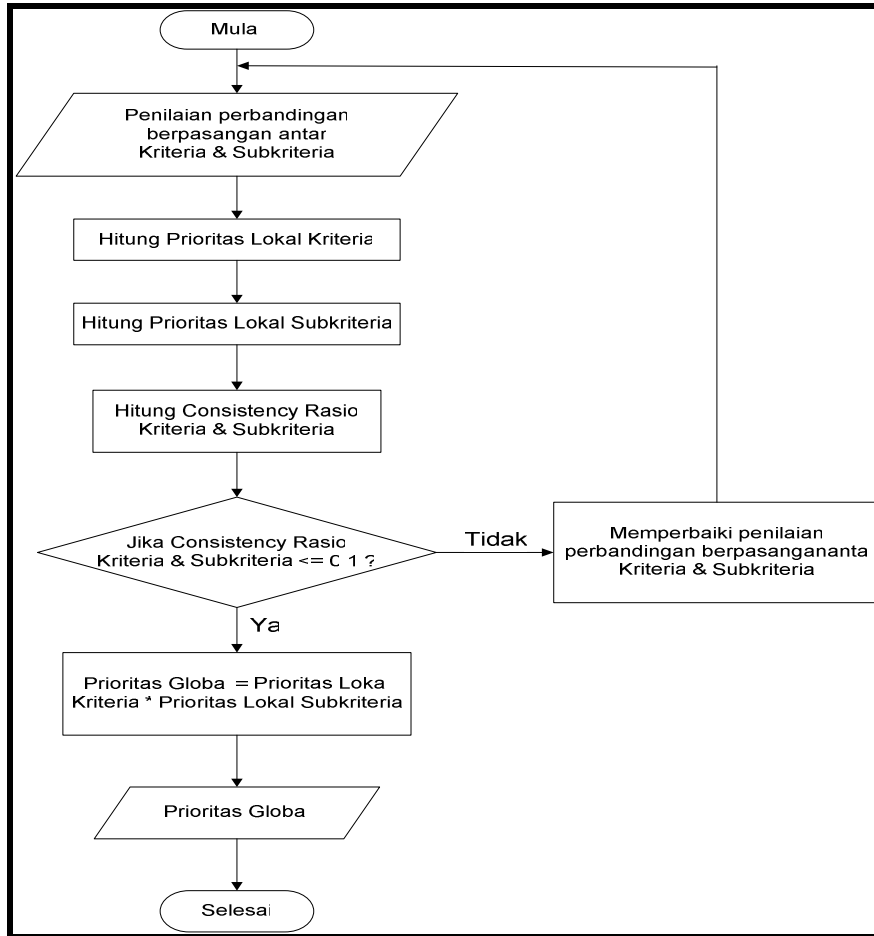 Mula
Penilaian perbandingan
berpasangan antar
Kriteria & Subkriteria
Hitung Prioritas Lokal Kriteria
Hitung Prioritas Lokal Subkriteria
Hitung Consistency Rasio
Kriteria & Subkriteria
Jika Consistency Rasio
Kriteria & Subkriteria <= 0 1 ?
Tidak
Memperbaiki penilaian
perbandingan berpasangananta
Kriteria & Subkriteria
Ya
Prioritas Globa = Prioritas Loka
Kriteria * Prioritas Lokal Subkriteria
Prioritas Globa
Selesai